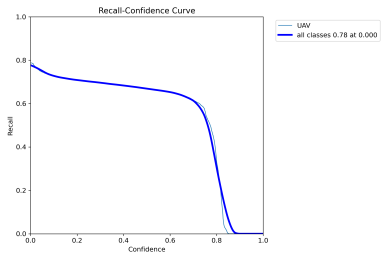 Recall-Confidence Curve
UAV
all classes 0.78 at 0.000
1.0
0.8
0.6
0.4
0.2
0.0
Recall
0.0 0.2 0.4 0.6 0.8 1.0
Confidence